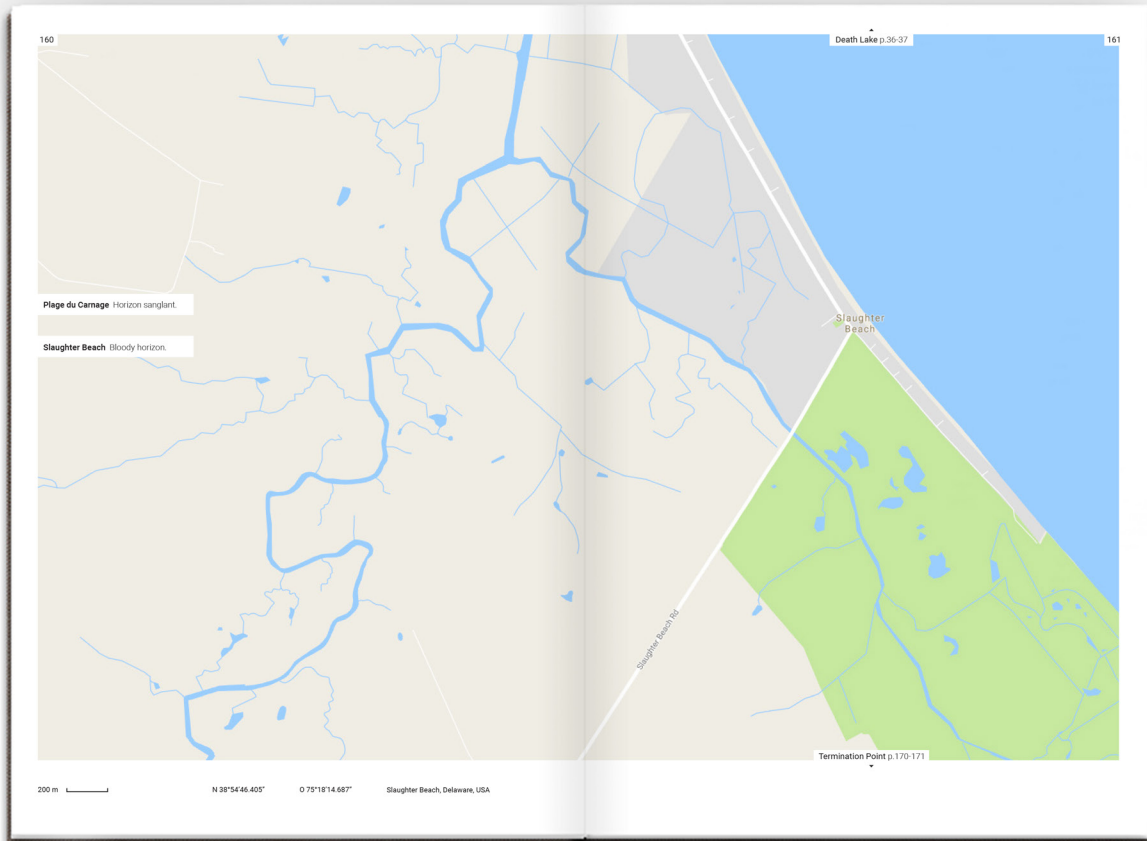 160
Death Lake p.36-37
161
Plage du Carnage Horizon sanglant.
Slaughter Beach Bloody horizon.
Slaughter
Beach
Slaughter Beach Rd
Termination Point p.170-171
200 m
N 38°54'46.405"
O 75°18'14.687"
Slaughter Beach, Delaware, USA